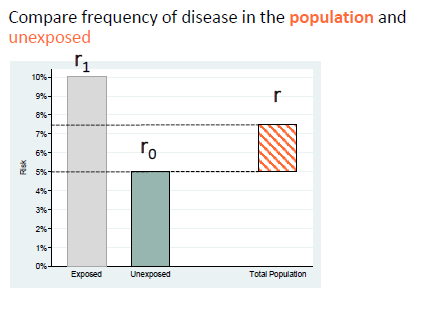 Compare frequency of disease in the population and
unexposed
r1
r
r0
10%
9%
8%
7%
6%
5%
4%
3%
2%
1%
0%
Risk
Exposed Unexposed Total Population